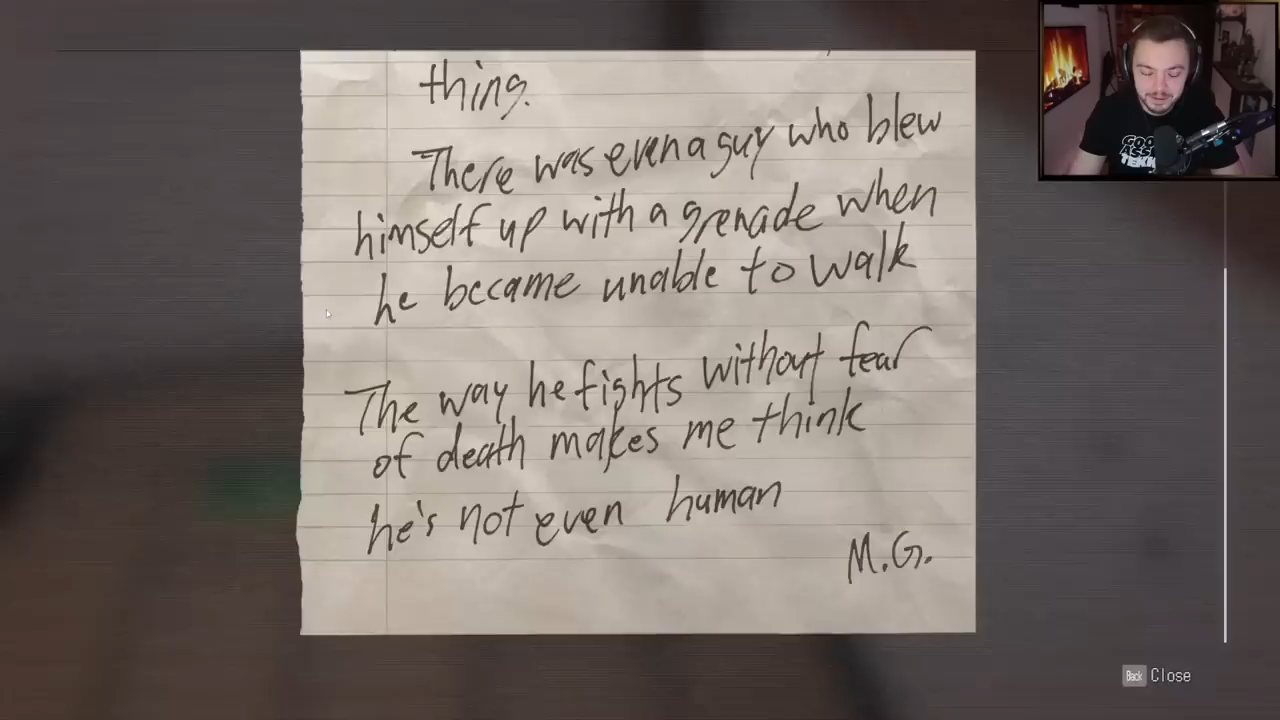 thing.
There was even a guy who blew
himself up with a grenade when
he became unable to walk
The way he fights without fear
of death makes me think
he's not even human
M.G.
Back Close